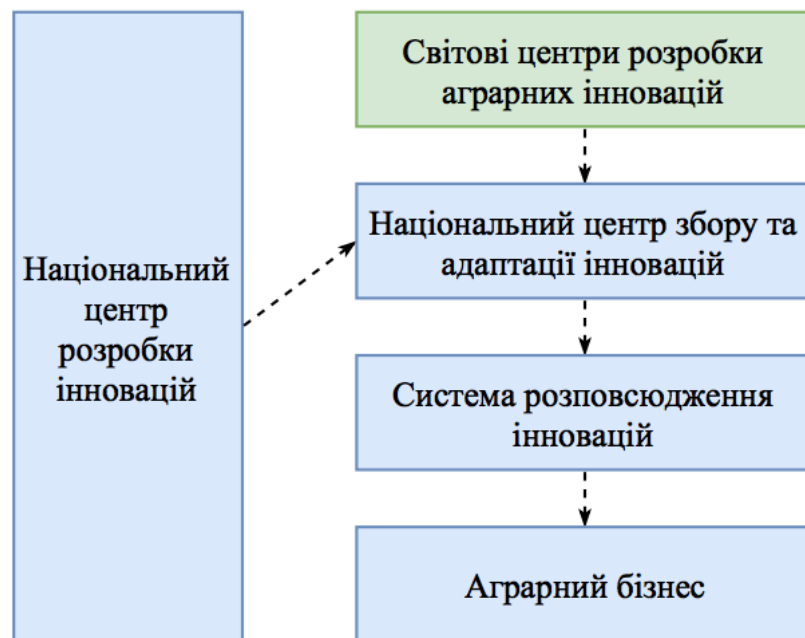 Світові центри розробки
аграрних інновацій
Національний центр збору та
адаптації інновацій
Національний
центр
розробки
інновацій
Система розповсюдження
інновацій
Аграрний бізнес